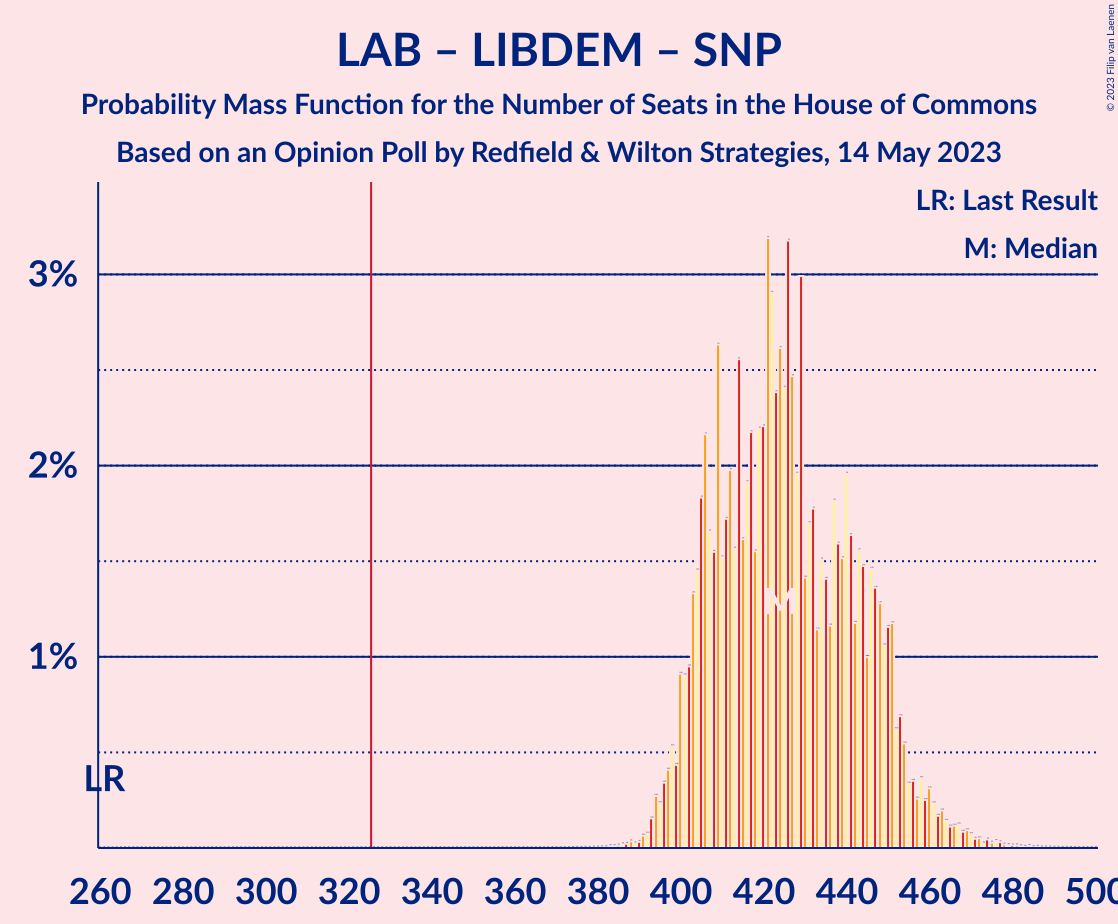 LAB – LIBDEM – SNP
Probability Mass Function for the Number of Seats in the House of Commons
Based on an Opinion Poll by Redfield & Wilton Strategies, 14 May 2023
© 2023 Filip van Laenen
LR: Last Result
M: Median
3%
2%
1%
M
LR
260 280 300 320 340 360 380 400 420 440 460 480 500